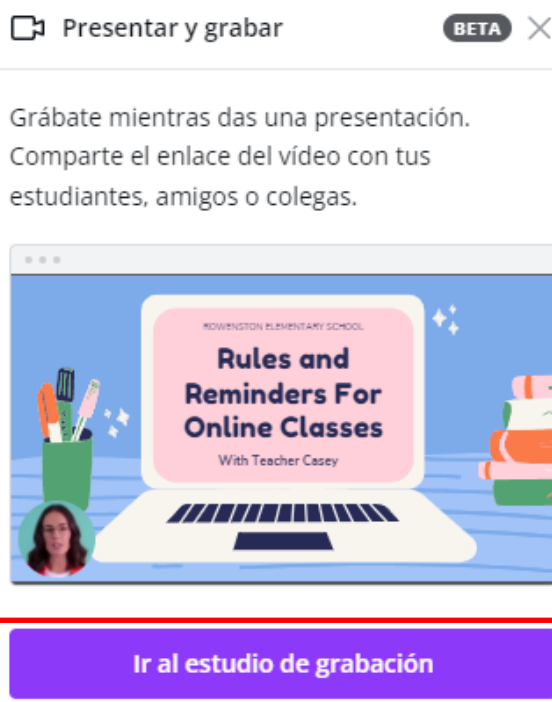 Presentar y grabar BETA
Grábate mientras das una presentación.
Comparte el enlace del vídeo con tus
estudiantes, amigos o colegas.
ROWENSTON ELEMENTARY SCHOOL
Rules and
Reminders For
Online Classes
With Teacher Casey
Ir al estudio de grabación